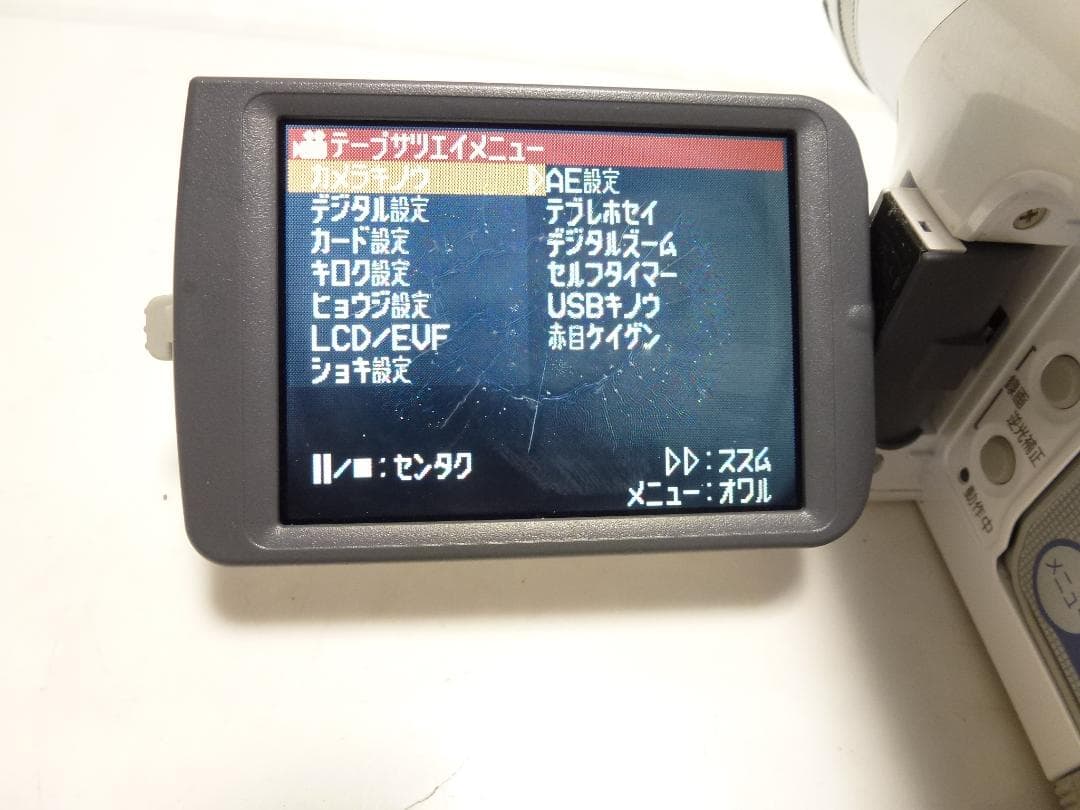 テープサツエイメニュー
カメラキノウ ▷AE設定
デジタル設定 テブレホセイ
カード設定 デジタルズーム
キロク設定 セルフタイマー
ヒョウジ設定 USBキノウ
LCD/EVF 赤目ケイゲン
ショキ設定
▮▮/■:センタク ▷▷:ススム
メニュー:オワル
録画
逆光補正
動作中
メニュ